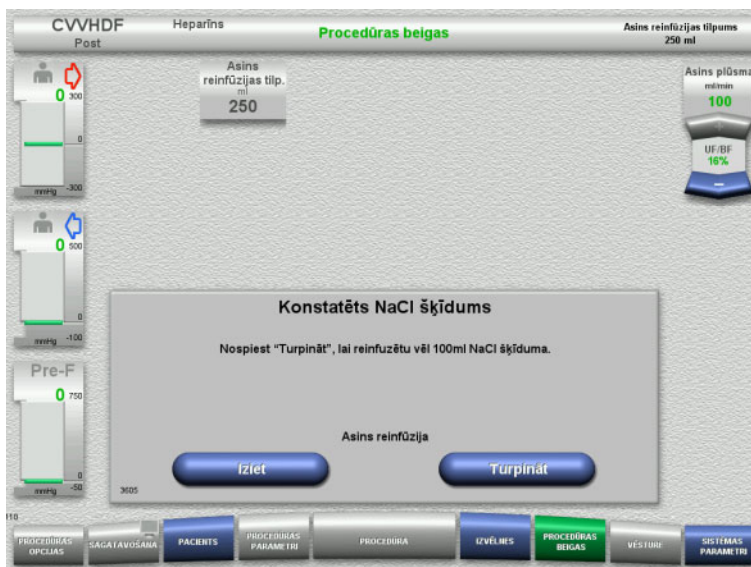 CVVHDF
Post
Heparīns
Procedūras beigas
Asins reinfūzijas tilpums
250 ml
0
300
0
-300
mmHg
Asins
reinfūzijas tilp.
ml
250
Asins plūsma
ml/min
100
UF/BF
16%
0
500
0
-100
mmHg
Pre-F
0
750
0
-50
mmHg
Konstatēts NaCl šķīdums
Nospiest “Turpināt”, lai reinfuzētu vēl 100ml NaCl šķīduma.
Asins reinfūzija
Iziet
Turpināt
3605
PROCEDŪRAS
OPCIJAS
SAGATAVOŠANA
PACIENTS
PROCEDŪRAS
PARAMETRI
PROCEDŪRA
IZVĒLNES
PROCEDŪRAS
BEIGAS
VĒSTURE
SISTĒMAS
PARAMETRI